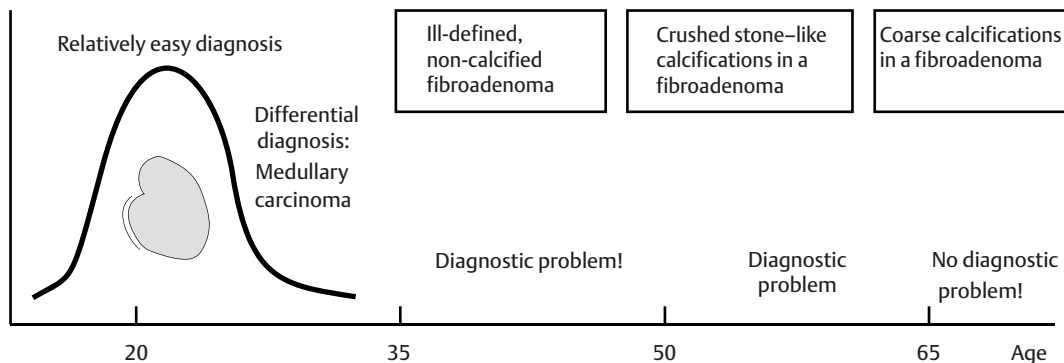 Relatively easy diagnosis
Differential
diagnosis:
Medullary
carcinoma
Ill-defined,
non-calcified
fibroadenoma
Crushed stone–like
calcifications in a
fibroadenoma
Coarse calcifications
in a fibroadenoma
Diagnostic problem!
Diagnostic
problem
No diagnostic
problem!
20
35
50
65
Age